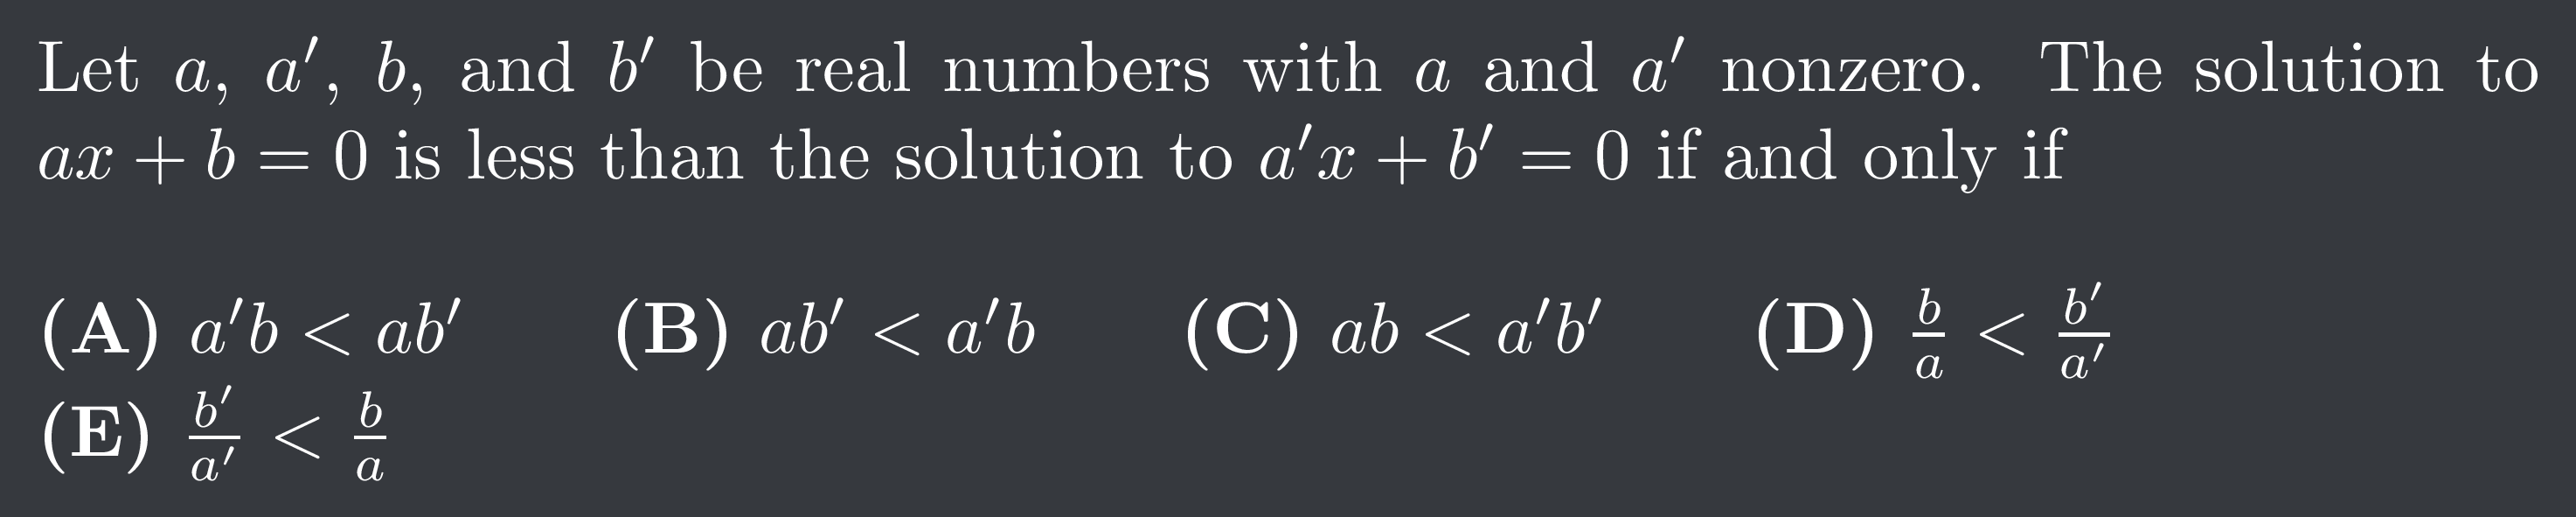 Let a, a′, b, and b′ be real numbers with a and a′ nonzero. The solution to
ax + b = 0 is less than the solution to a′x + b′ = 0 if and only if
(A) a′b < ab′ (B) ab′ < a′b (C) ab < a′b′ (D) b/a < b′/a′
(E) b′/a′ < b/a